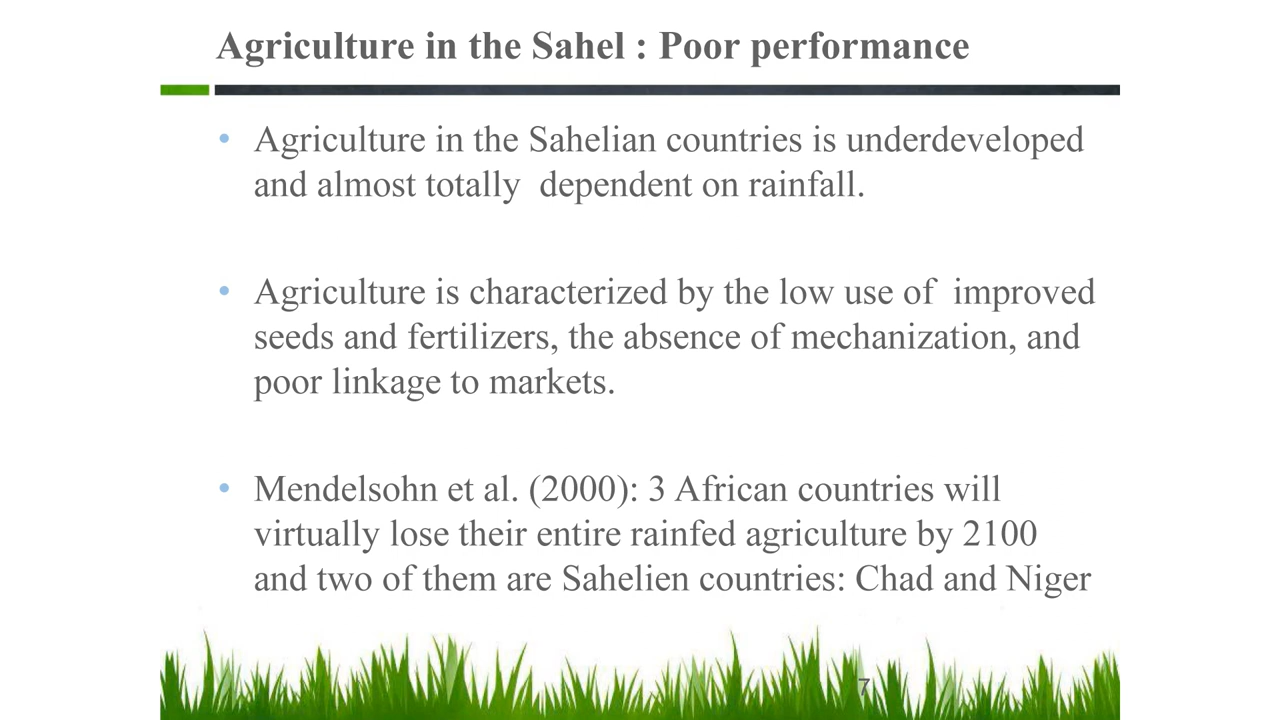 Agriculture in the Sahel : Poor performance
• Agriculture in the Sahelian countries is underdeveloped
and almost totally  dependent on rainfall.
• Agriculture is characterized by the low use of  improved
seeds and fertilizers, the absence of mechanization, and
poor linkage to markets.
• Mendelsohn et al. (2000): 3 African countries will
virtually lose their entire rainfed agriculture by 2100
and two of them are Sahelien countries: Chad and Niger
7